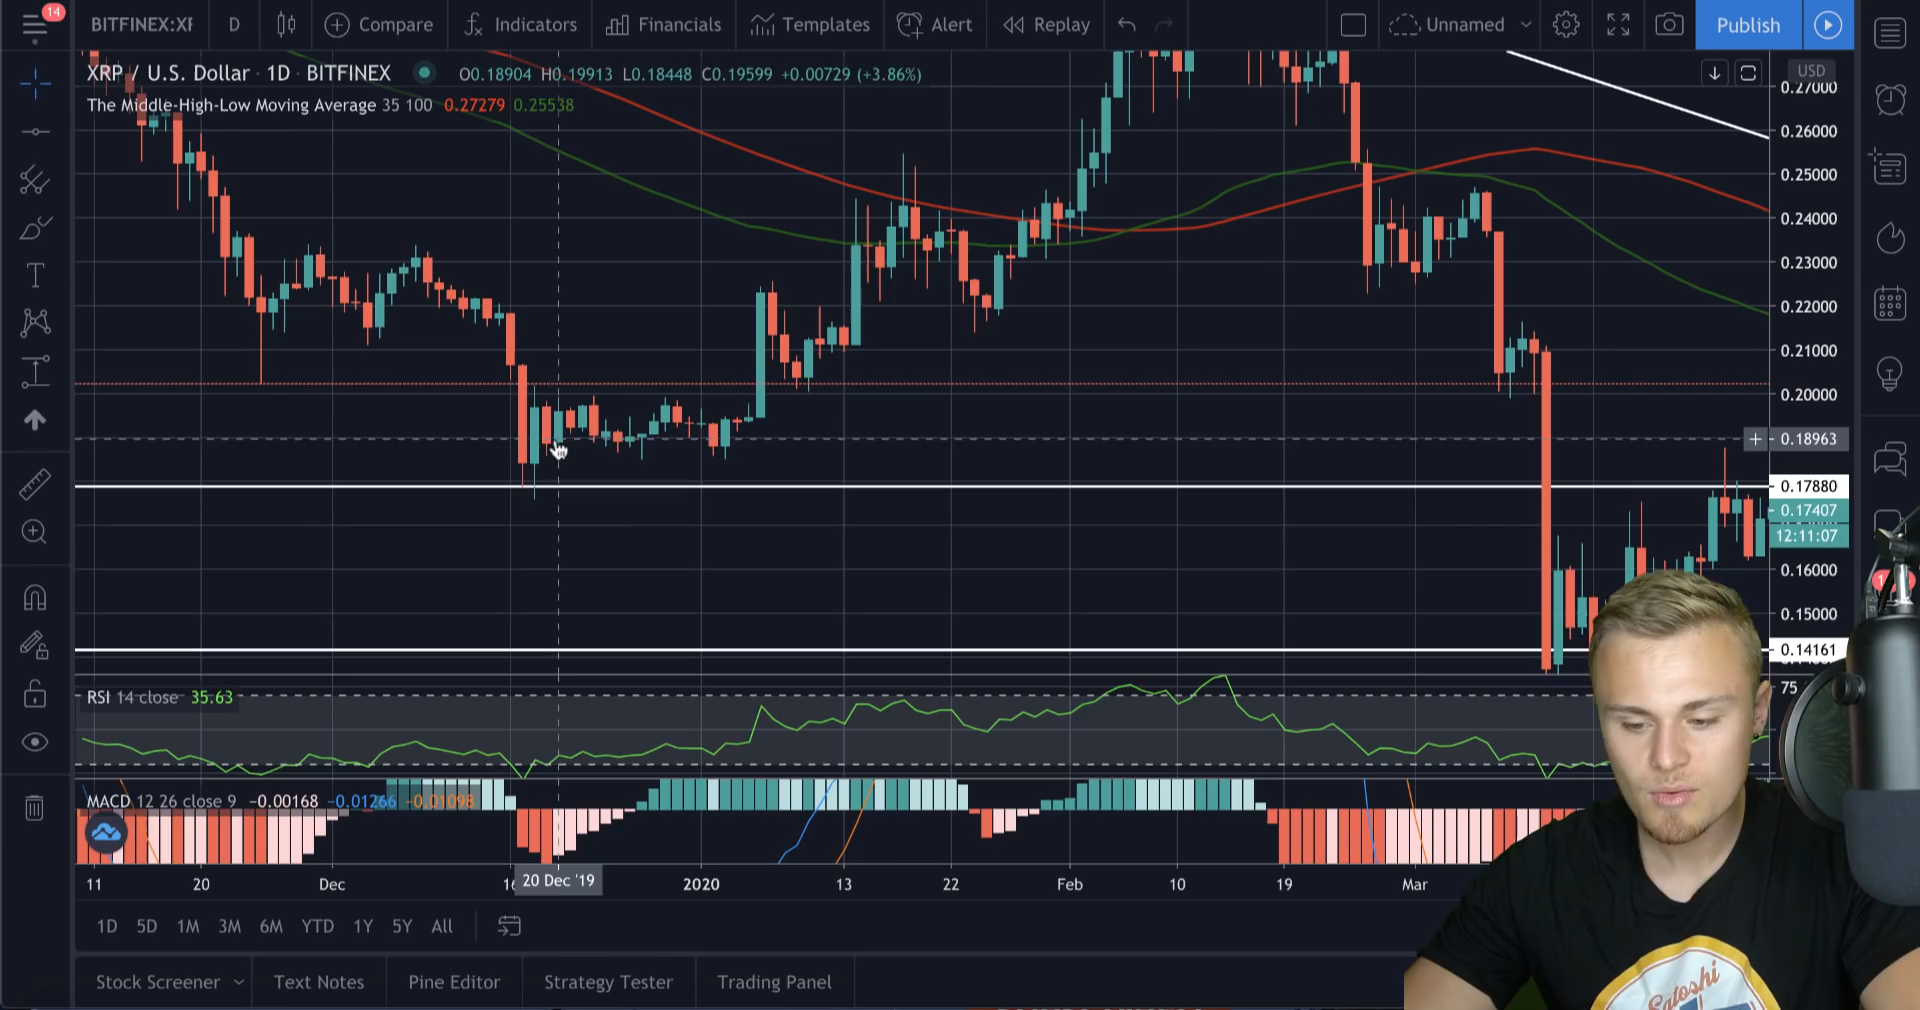 14
BITFINEX:XF
D
Compare
Indicators
Financials
Templates
Alert
Replay
Unnamed
Publish
XRP / U.S. Dollar · 1D · BITFINEX
O0.18904 H0.19913 L0.18448 C0.19599 +0.00729 (+3.86%)
USD
The Middle-High-Low Moving Average 35 100 0.27279 0.25538
0.27000
0.26000
0.25000
0.24000
0.23000
0.22000
0.21000
0.20000
0.18963
0.17880
0.17407
12:11:07
0.16000
0.15000
0.14161
RSI 14 close 35.63
75
MACD 12 26 close 9 −0.00168 −0.01266 −0.01098
11 20 Dec 16 20 Dec '19 2020 13 22 Feb 10 19 Mar
1D 5D 1M 3M 6M YTD 1Y 5Y All
Stock Screener
Text Notes
Pine Editor
Strategy Tester
Trading Panel
Satoshi